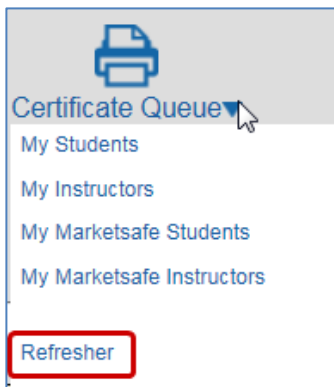 Certificate Queue
My Students
My Instructors
My Marketsafe Students
My Marketsafe Instructors
Refresher